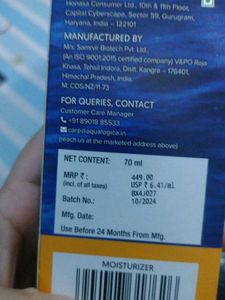 Honasa Consumer Ltd., 10th & 11th Floor,
Capital Cyberscape, Sector 59, Gurugram,
Haryana, India - 122101
MANUFACTURED BY
M/s. Samrve Biotech Pvt. Ltd.,
(An ISO 9001:2015 certified company) V&PO Raja
Khasa, Tehsil Indora, Distt. Kangra - 176401,
Himachal Pradesh, India.
M: COS/NZ/11-73
FOR QUERIES, CONTACT
Customer Care Manager
+91 89018 85533
care@aqualogica.in
(reach us at the marketed address above)
NET CONTENT: 70 ml
MRP ₹ : 449.00
(incl. of all taxes) USP ₹ 6.41/ml
Batch No.: BX4J027
Mfg. Date: 10/2024
Use Before 24 Months From Mfg.
MOISTURIZER